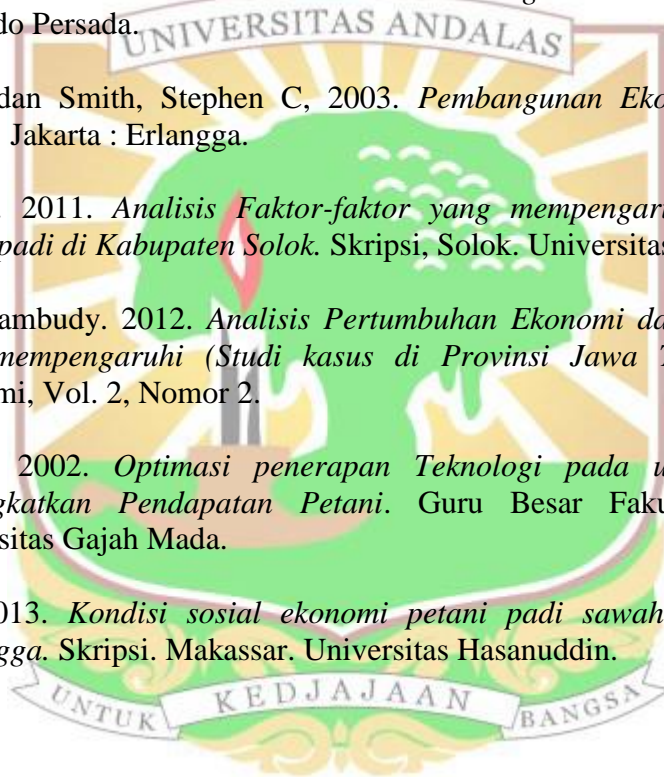 do Persada.
UNIVERSITAS ANDALAS
dan Smith, Stephen C, 2003. Pembangunan Eko
Jakarta : Erlangga.
2011. Analisis Faktor-faktor yang mempengar
padi di Kabupaten Solok. Skripsi, Solok. Universitas
ambudy. 2012. Analisis Pertumbuhan Ekonomi da
mempengaruhi (Studi kasus di Provinsi Jawa T
mi, Vol. 2, Nomor 2.
2002. Optimasi penerapan Teknologi pada u
gkatkan Pendapatan Petani. Guru Besar Faku
sitas Gajah Mada.
013. Kondisi sosial ekonomi petani padi sawah
gga. Skripsi. Makassar. Universitas Hasanuddin.
UNTUK KEDJAJAAN BANGSA